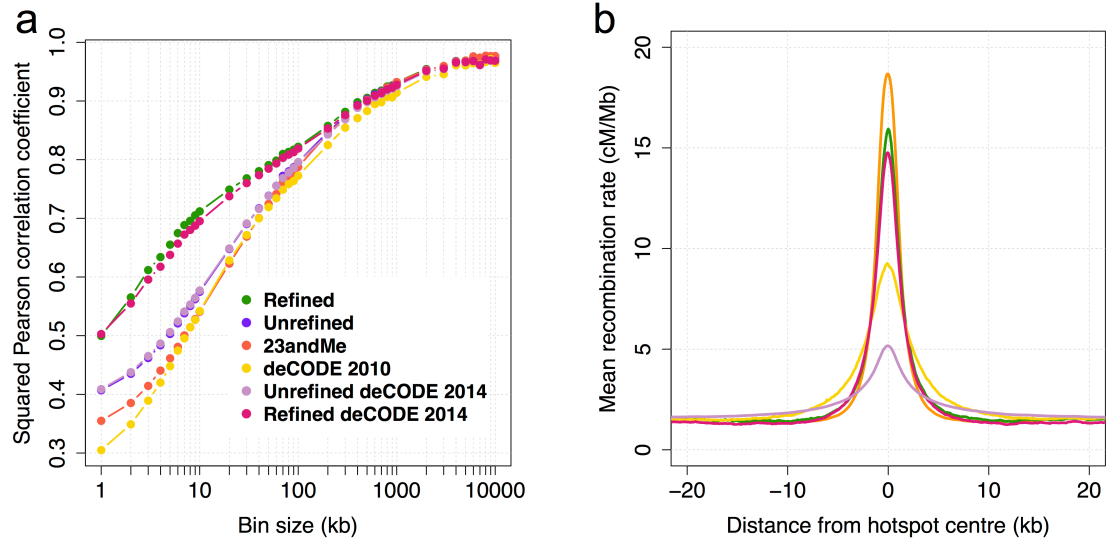 a
Squared Pearson correlation coefficient
1.0
0.9
0.8
0.7
0.6
0.5
0.4
0.3
Refined
Unrefined
23andMe
deCODE 2010
Unrefined deCODE 2014
Refined deCODE 2014
1 10 100 1000 10000
Bin size (kb)
b
Mean recombination rate (cM/Mb)
20
15
10
5
0
−20 −10 0 10 20
Distance from hotspot centre (kb)